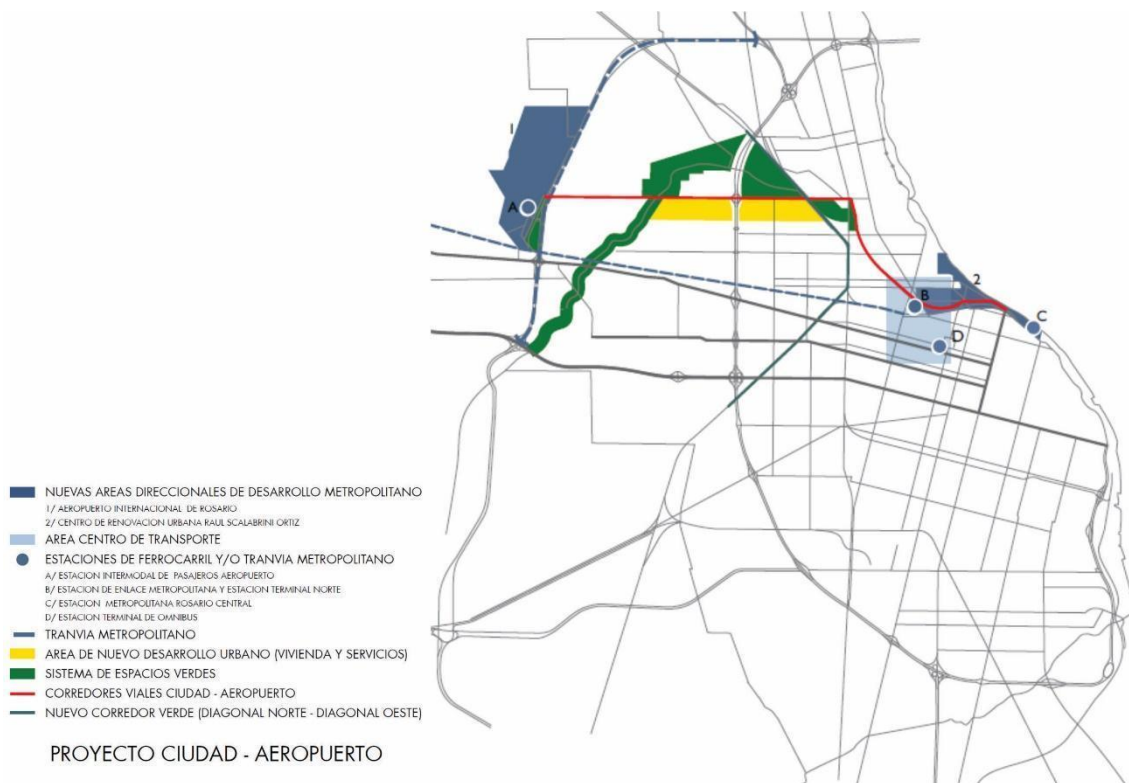 1
A
2
B
C
D
NUEVAS AREAS DIRECCIONALES DE DESARROLLO METROPOLITANO
1/ AEROPUERTO INTERNACIONAL DE ROSARIO
2/ CENTRO DE RENOVACION URBANA RAUL SCALABRINI ORTIZ
AREA CENTRO DE TRANSPORTE
ESTACIONES DE FERROCARRIL Y/O TRANVIA METROPOLITANO
A/ ESTACION INTERMODAL DE PASAJEROS AEROPUERTO
B/ ESTACION DE ENLACE METROPOLITANA Y ESTACION TERMINAL NORTE
C/ ESTACION METROPOLITANA ROSARIO CENTRAL
D/ ESTACION TERMINAL DE OMNIBUS
TRANVIA METROPOLITANO
AREA DE NUEVO DESARROLLO URBANO (VIVIENDA Y SERVICIOS)
SISTEMA DE ESPACIOS VERDES
CORREDORES VIALES CIUDAD - AEROPUERTO
NUEVO CORREDOR VERDE (DIAGONAL NORTE - DIAGONAL OESTE)
PROYECTO CIUDAD - AEROPUERTO